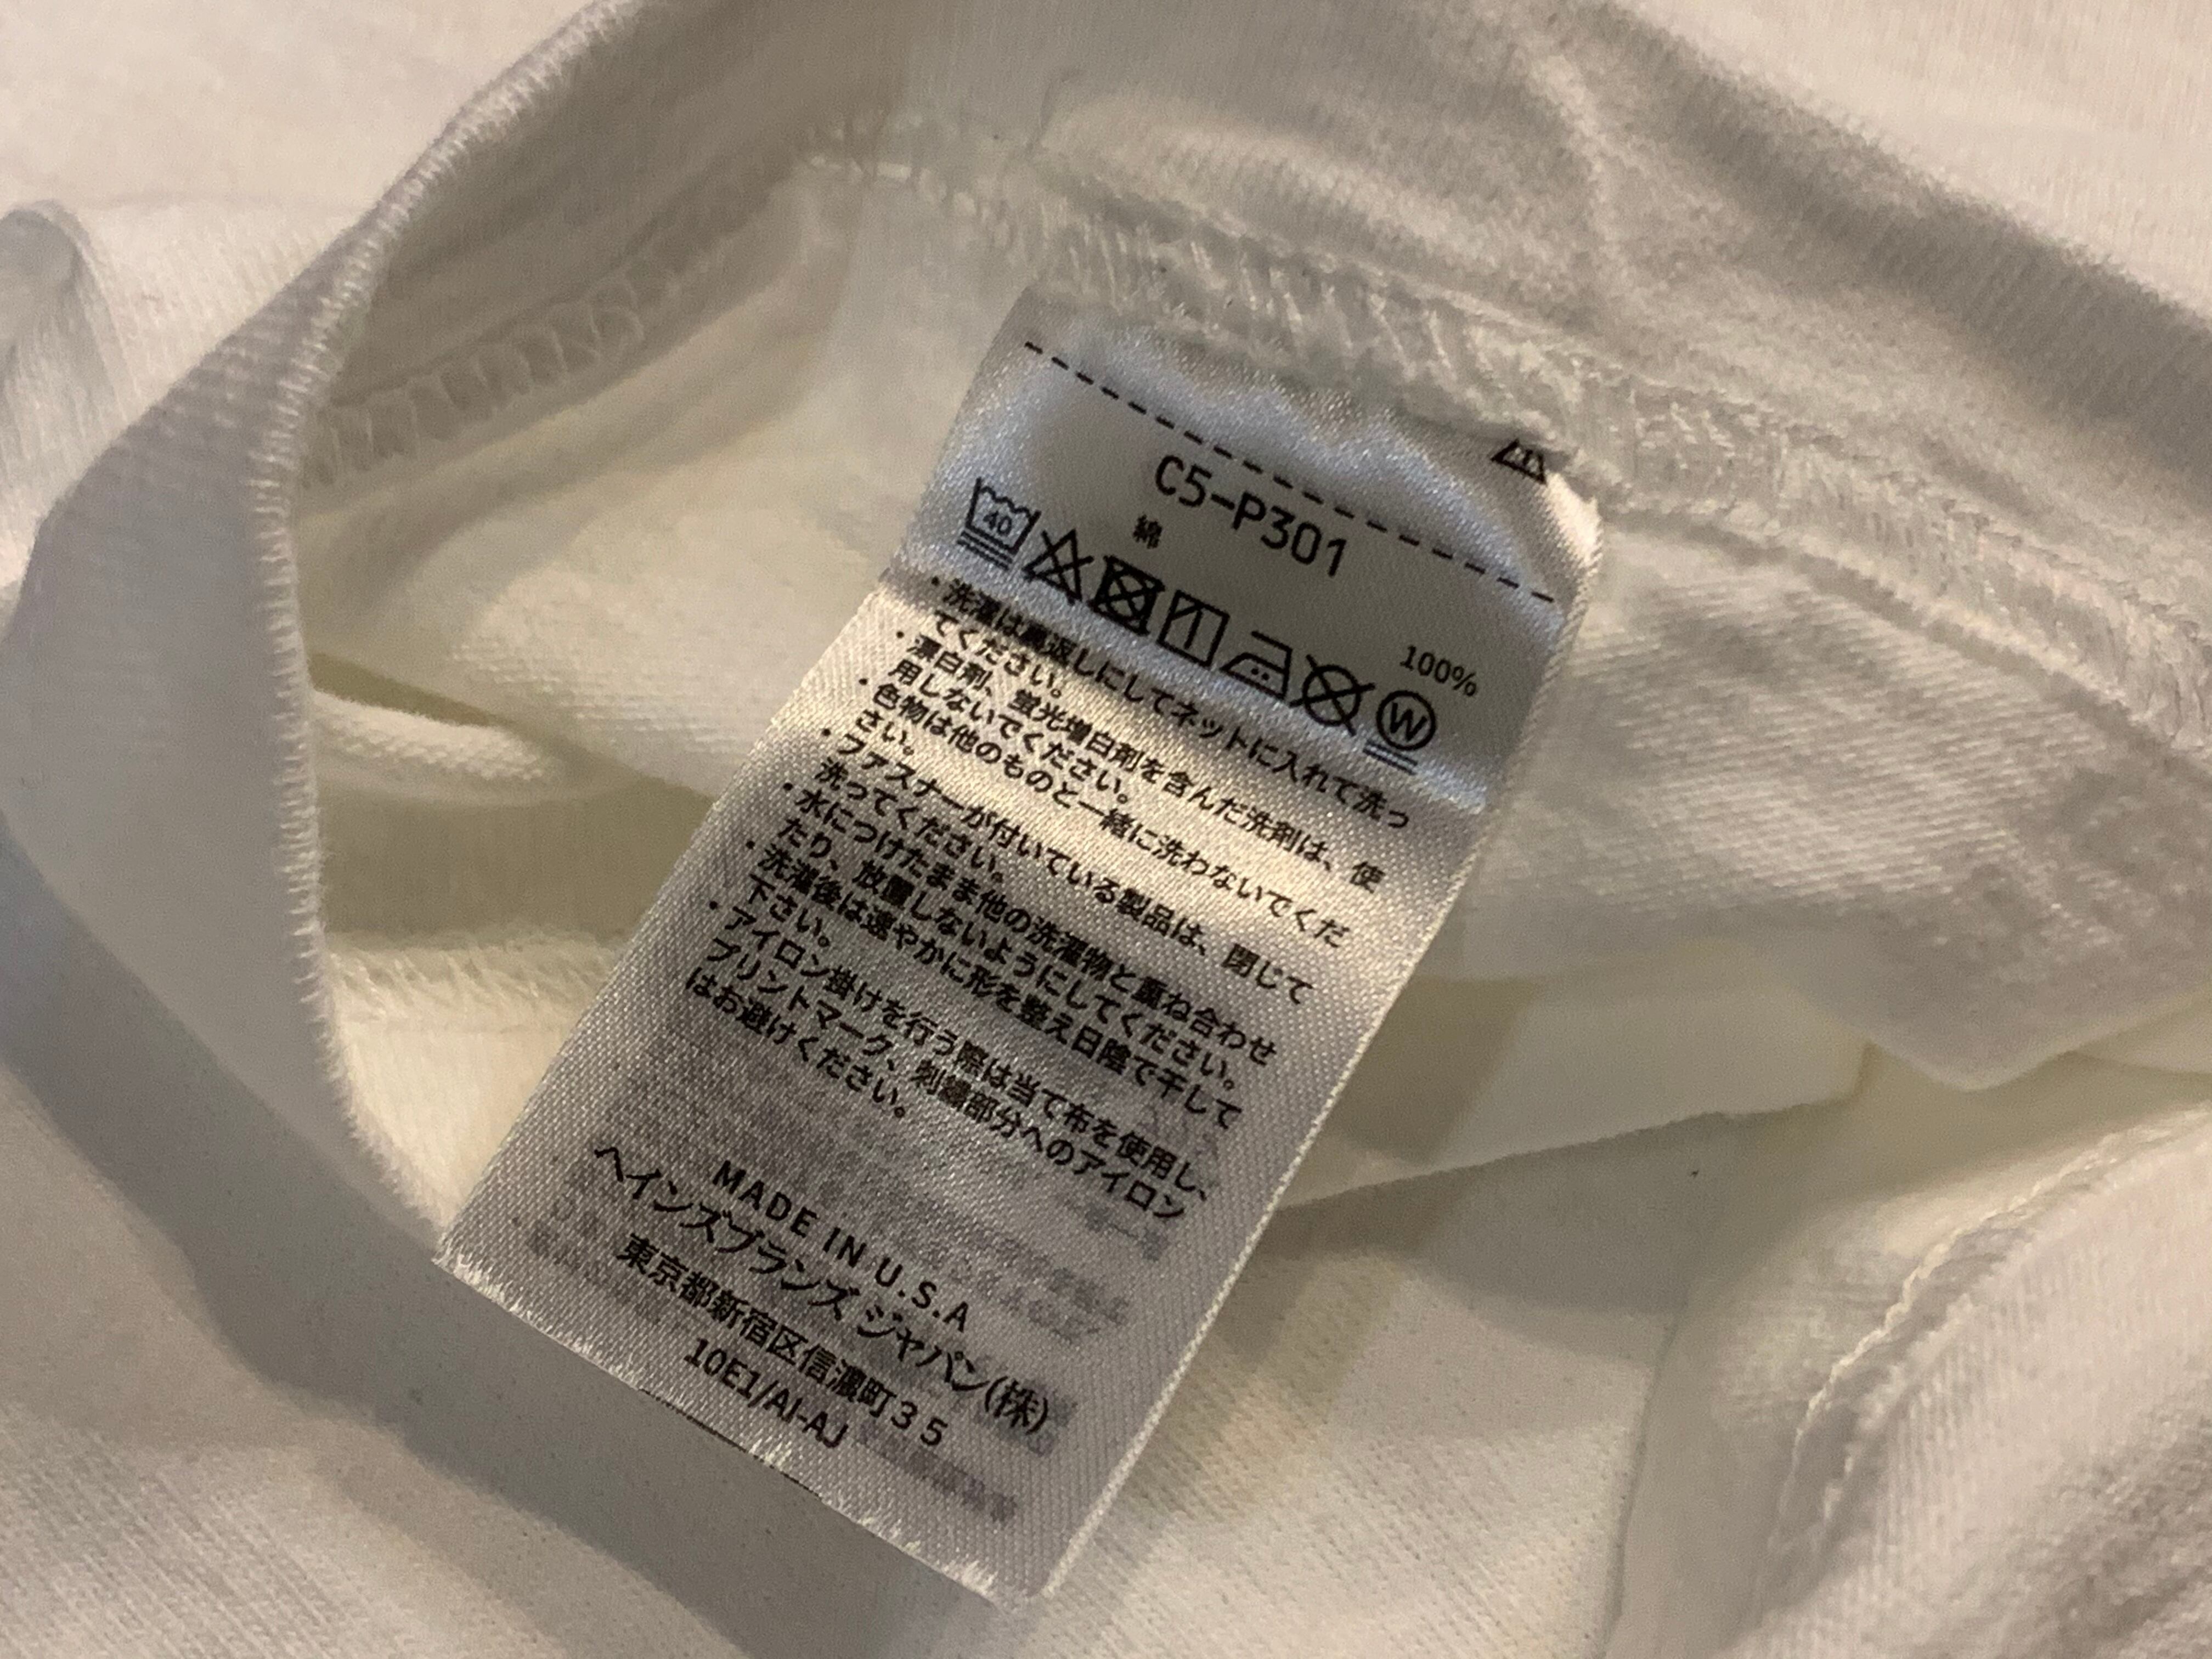 C5-P301
綿 100%
40
W
・洗濯は裏返しにしてネットに入れて洗っ
てください。
・漂白剤、蛍光増白剤を含んだ洗剤は、使
用しないでください。
・色物は他のものと一緒に洗わないでくだ
さい。
・ファスナーが付いている製品は、閉じて
洗ってください。
・水につけたまま他の洗濯物と重ね合わせ
たり、放置しないようにしてください。
・洗濯後は速やかに形を整え日陰で干して
下さい。
・アイロン掛けを行う際は当て布を使用し、
プリントマーク、刺繍部分へのアイロン
はお避けください。
MADE IN U.S.A
ヘインズブランズ ジャパン(株)
東京都新宿区信濃町35
10E1/AI-AJ